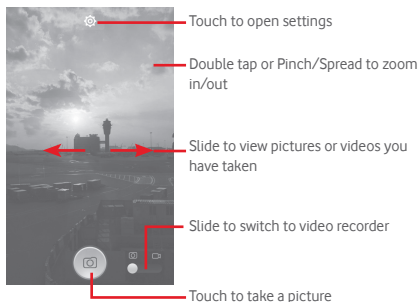 Touch to open settings
Double tap or Pinch/Spread to zoom
in/out
Slide to view pictures or videos you
have taken
Slide to switch to video recorder
Touch to take a picture